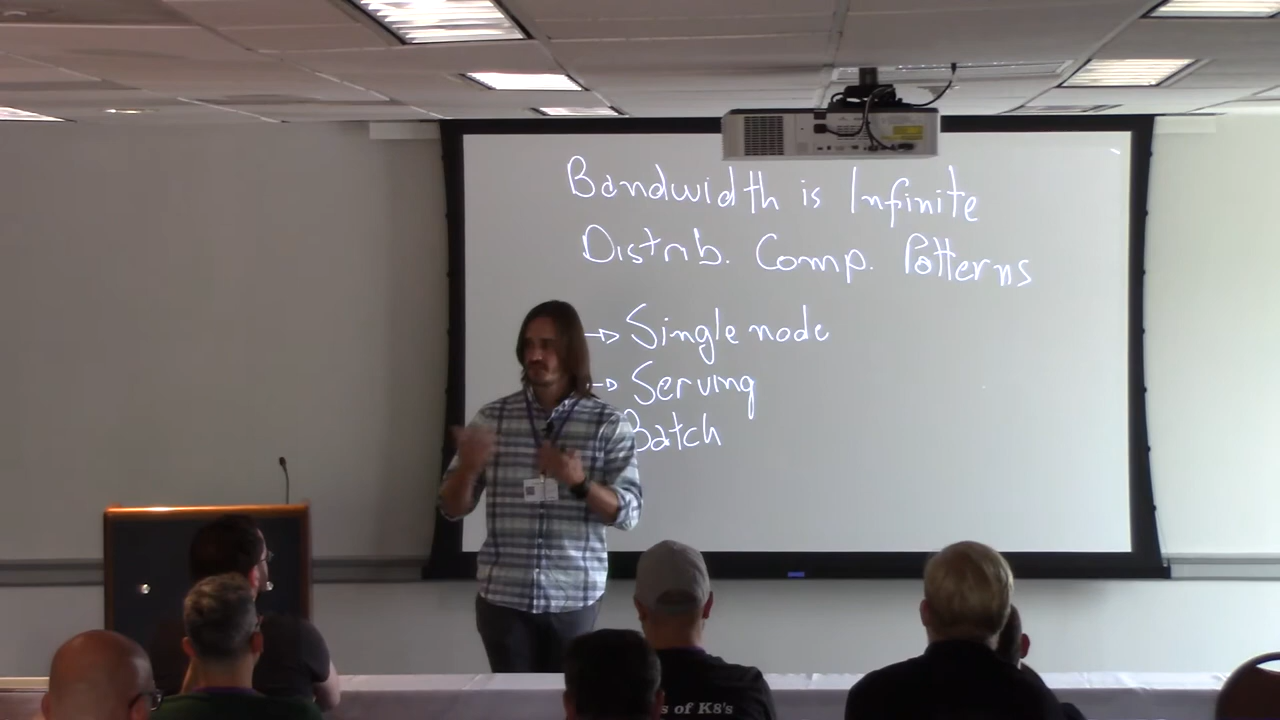 Bandwidth is Infinite
Distrib. Comp. Patterns
→ Single node
→ Serving
Batch
s of K8's